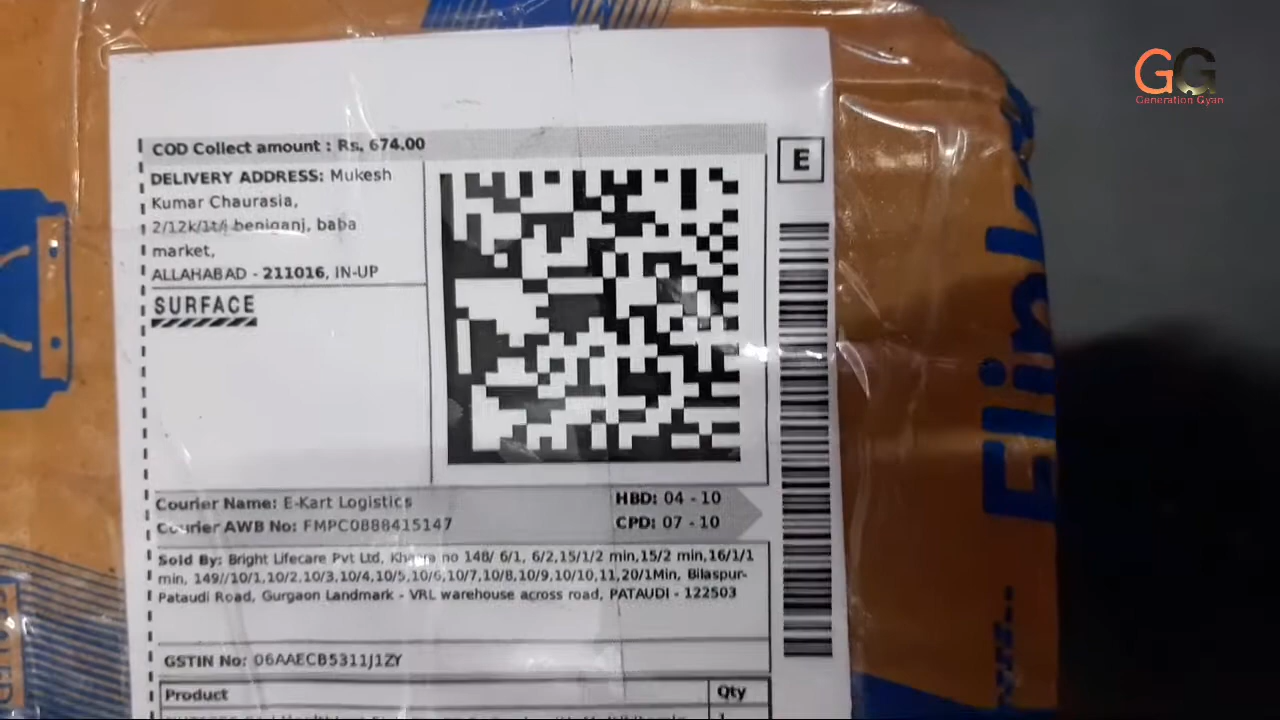 GG
Generation Gyan
COD Collect amount : Rs. 674.00
E
DELIVERY ADDRESS: Mukesh
Kumar Chaurasia,
beniganj, baba
market,
ALLAHABAD - 211016, IN-UP
SURFACE
Courier Name: E-Kart Logistics
HBD: 04 - 10
Courier AWB No: FMPC0888415147
CPD: 07 - 10
Sold By: Bright Lifecare Pvt Ltd, no 148/ 6/1, 6/2,15/1/2 min,15/2 min,16/1/1
min, 149//10/1,10/2,10/3,10/4,10/5,10/6,10/7,10/8,10/9,10/10,11,20/1Min, Bilaspur-
Pataudi Road, Gurgaon Landmark - VRL warehouse across road, PATAUDI - 122503
GSTIN No: 06AAECB5311J1ZY
Product
Qty